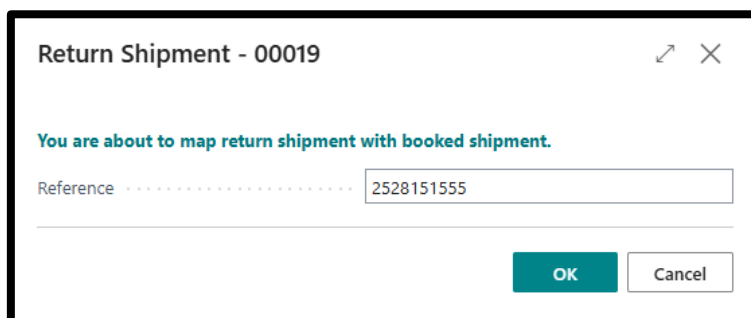 Return Shipment - 00019
You are about to map return shipment with booked shipment.
Reference 2528151555
OK Cancel